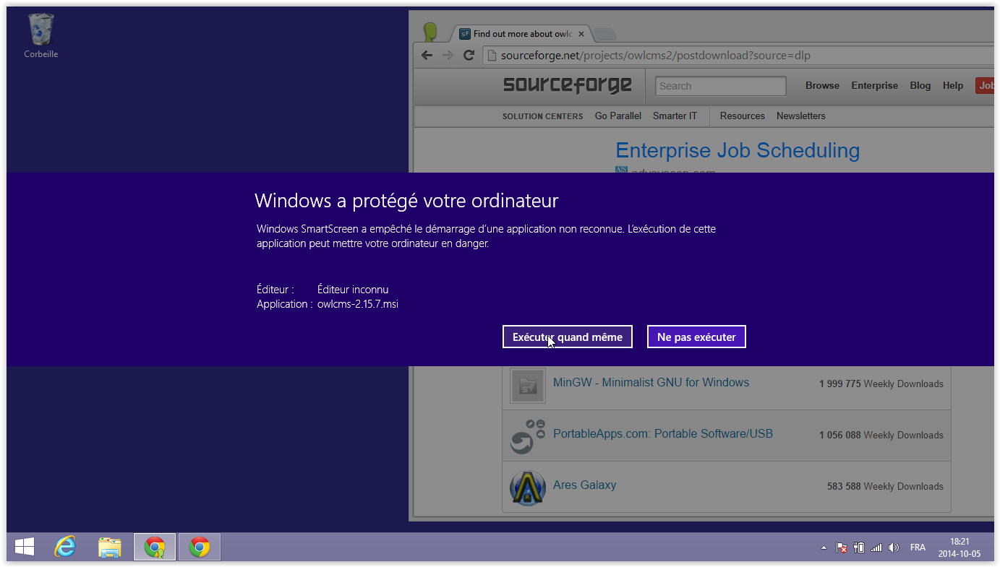 Corbeille
Find out more about owlc
sourceforge.net/projects/owlcms2/postdownload?source=dlp
sourceforge
Search
Browse Enterprise Blog Help Job
SOLUTION CENTERS Go Parallel Smarter IT Resources Newsletters
Enterprise Job Scheduling
Windows a protégé votre ordinateur
Windows SmartScreen a empêché le démarrage d'une application non reconnue. L'exécution de cette
application peut mettre votre ordinateur en danger.
Éditeur : Éditeur inconnu
Application : owlcms-2.15.7.msi
Exécuter quand même
Ne pas exécuter
MinGW - Minimalist GNU for Windows 1 999 775 Weekly Downloads
PortableApps.com: Portable Software/USB 1 056 088 Weekly Downloads
Ares Galaxy 583 588 Weekly Downloads
FRA
18:21
2014-10-05